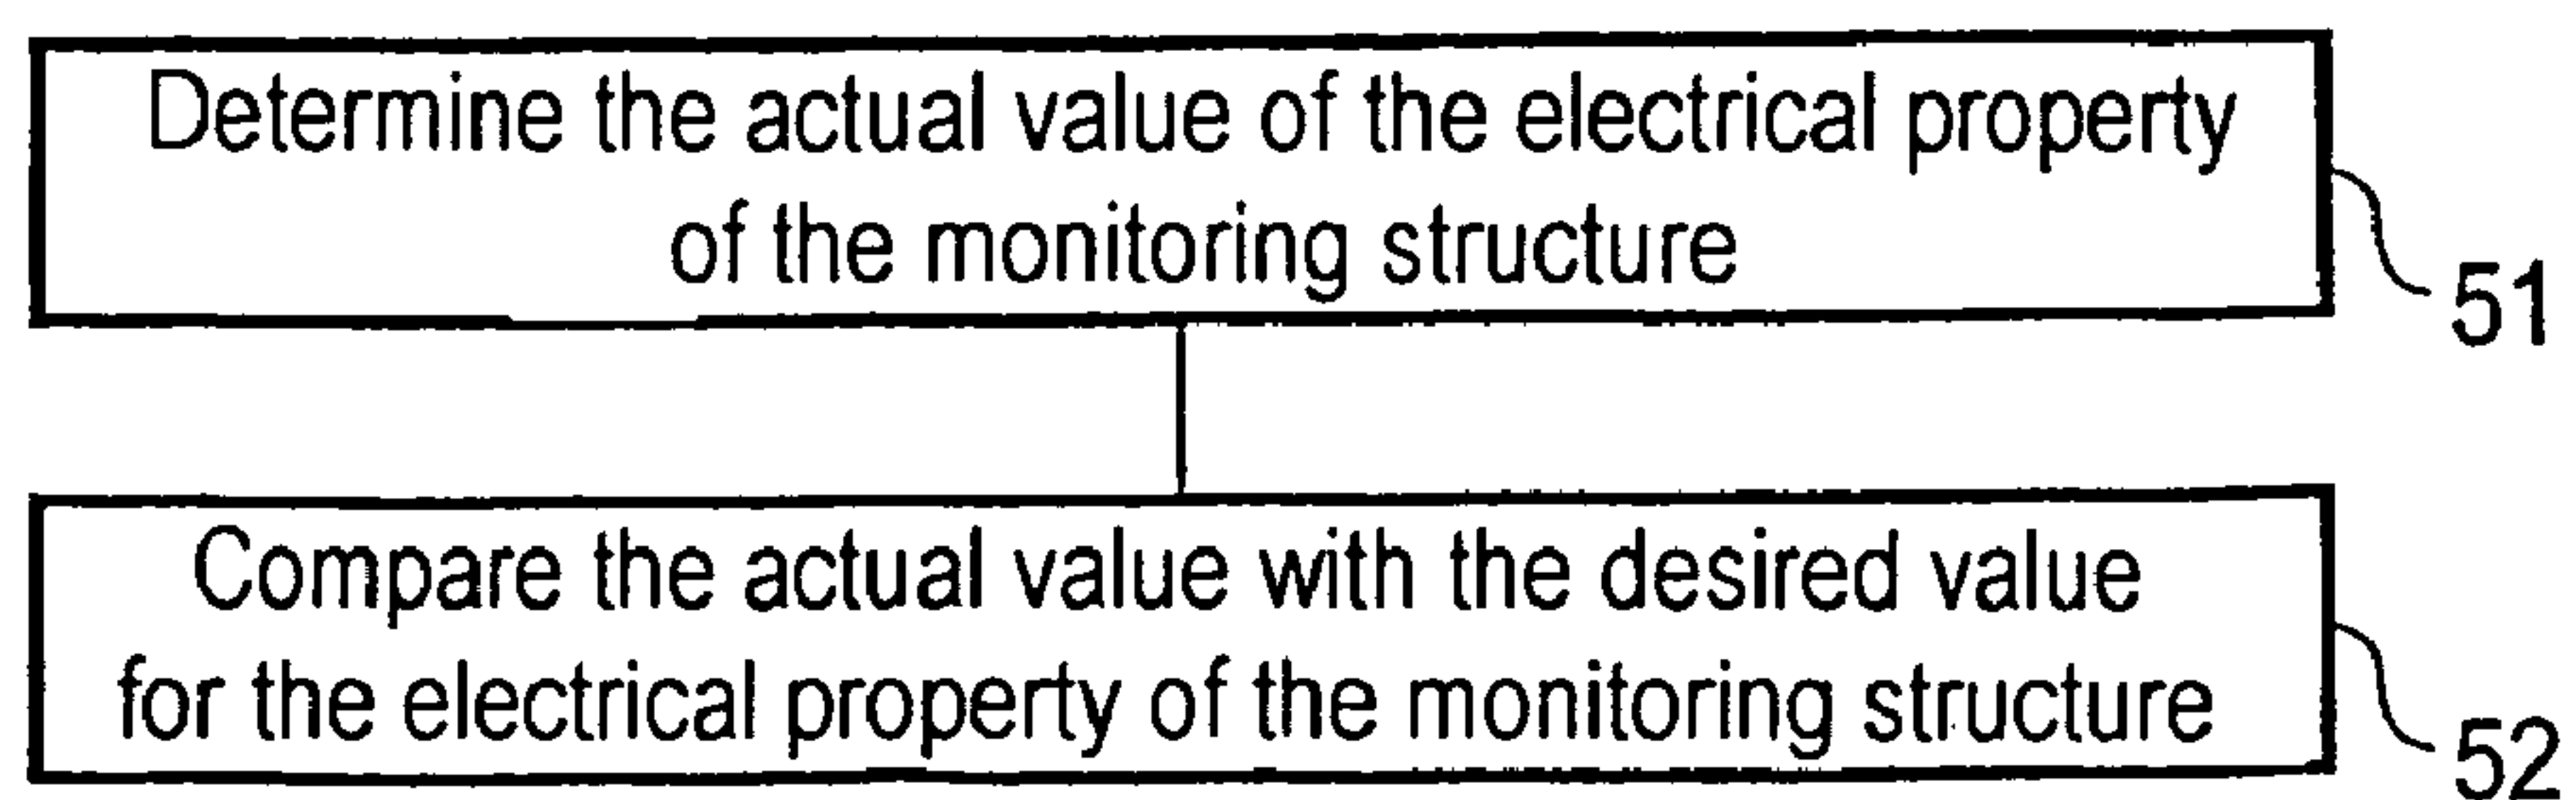 Determine the actual value of the electrical property
of the monitoring structure
51
Compare the actual value with the desired value
for the electrical property of the monitoring structure
52